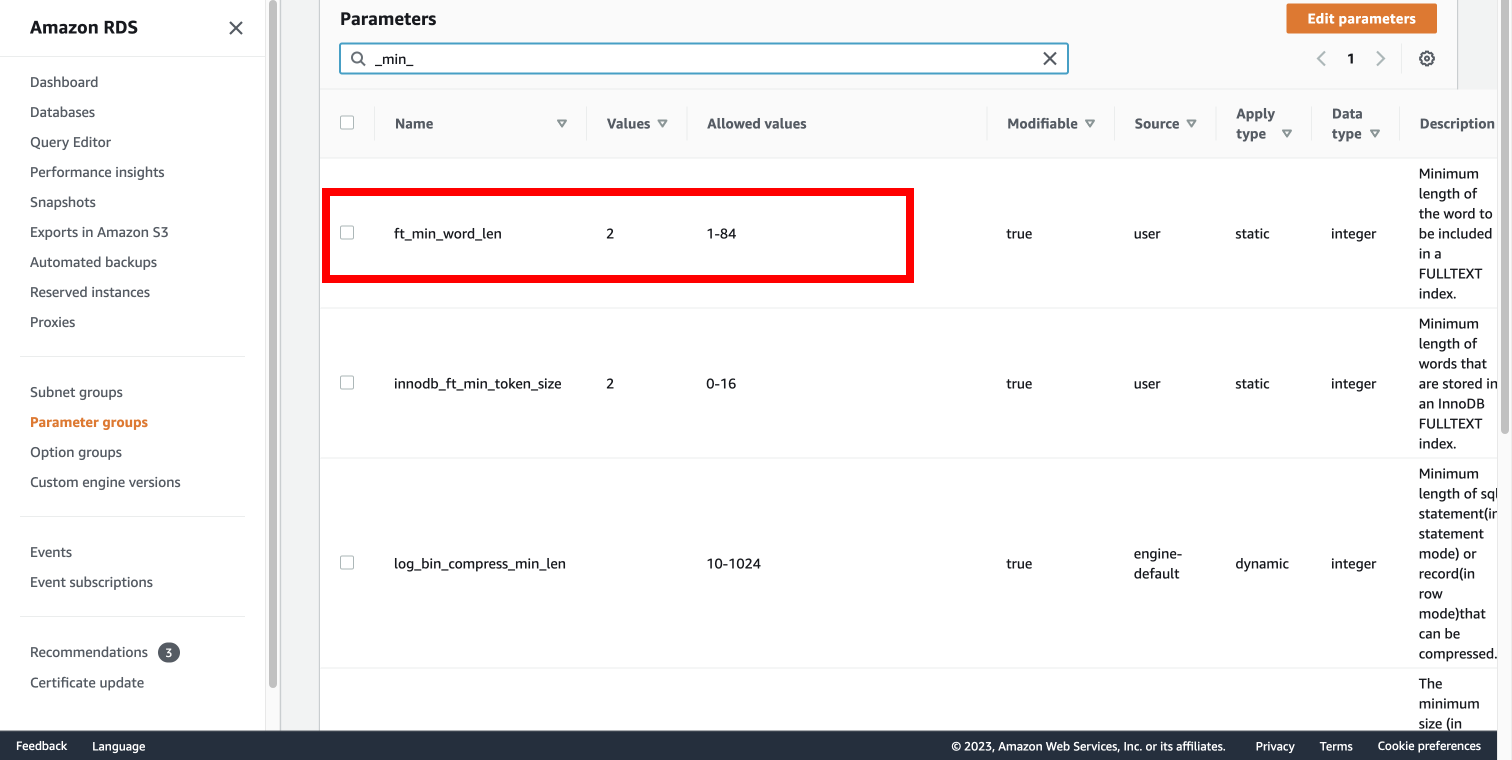 Amazon RDS
Dashboard
Databases
Query Editor
Performance insights
Snapshots
Exports in Amazon S3
Automated backups
Reserved instances
Proxies
Subnet groups
Parameter groups
Option groups
Custom engine versions
Events
Event subscriptions
Recommendations 3
Certificate update
Parameters
Edit parameters
_min_
1
Name
Values
Allowed values
Modifiable
Source
Apply
type
Data
type
Description
ft_min_word_len
2
1-84
true
user
static
integer
Minimum
length of
the word to
be included
in a
FULLTEXT
index.
innodb_ft_min_token_size
2
0-16
true
user
static
integer
Minimum
length of
words that
are stored in
an InnoDB
FULLTEXT
index.
log_bin_compress_min_len
10-1024
true
engine-
default
dynamic
integer
Minimum
length of sql
statement(in
statement
mode) or
record(in
row
mode)that
can be
compressed.
The
minimum
size (in
Feedback
Language
© 2023, Amazon Web Services, Inc. or its affiliates.
Privacy
Terms
Cookie preferences